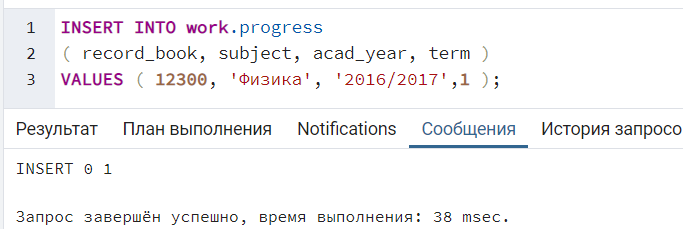 1 INSERT INTO work.progress
2 ( record_book, subject, acad_year, term )
3 VALUES ( 12300, 'Физика', '2016/2017',1 );
Результат План выполнения Notifications Сообщения История запросо
INSERT 0 1
Запрос завершён успешно, время выполнения: 38 msec.